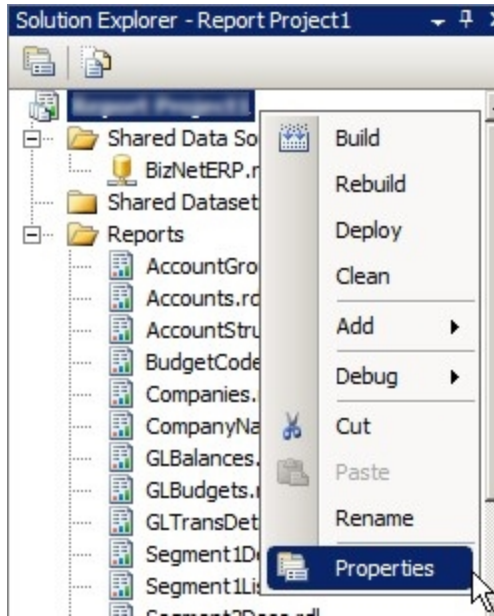 Solution Explorer - Report Project1
Shared Data So
BizNetERP.r
Shared Dataset
Reports
AccountGro
Accounts.rd
AccountStru
BudgetCode
Companies.
CompanyNa
GLBalances.
GLBudgets.r
GLTransDet
Segment1De
Segment1Lis
Build
Rebuild
Deploy
Clean
Add
Debug
Cut
Paste
Rename
Properties